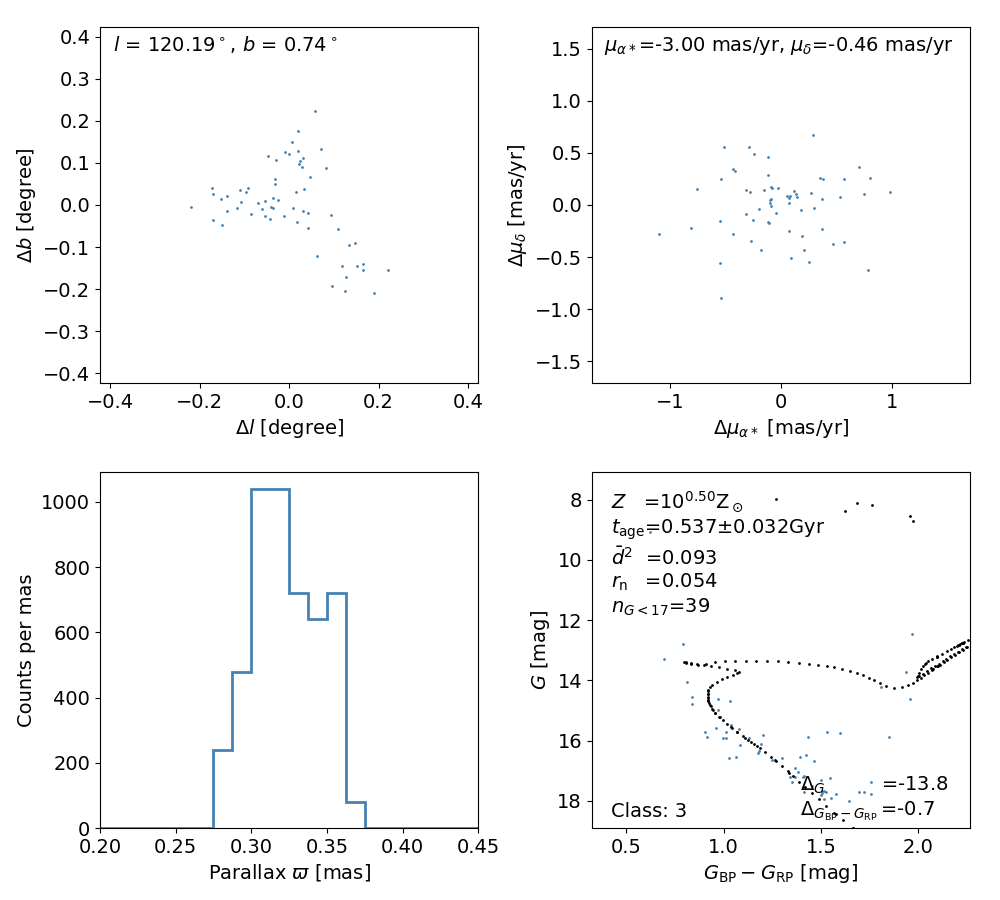 l = 120.19°, b = 0.74°
0.4
0.3
0.2
0.1
0.0
−0.1
−0.2
−0.3
−0.4
Δb [degree]
−0.4 −0.2 0.0 0.2 0.4
Δl [degree]
μα*=-3.00 mas/yr, μδ=-0.46 mas/yr
1.5
1.0
0.5
0.0
−0.5
−1.0
−1.5
Δμδ [mas/yr]
−1 0 1
Δμα* [mas/yr]
1000
800
600
400
200
0
Counts per mas
0.20 0.25 0.30 0.35 0.40 0.45
Parallax ϖ [mas]
Z =10^0.50 Z⊙
tage=0.537±0.032Gyr
d̄² =0.093
rn =0.054
nG<17=39
ΔG =-13.8
ΔGBP−GRP =-0.7
Class: 3
8
10
12
14
16
18
G [mag]
0.5 1.0 1.5 2.0
GBP − GRP [mag]